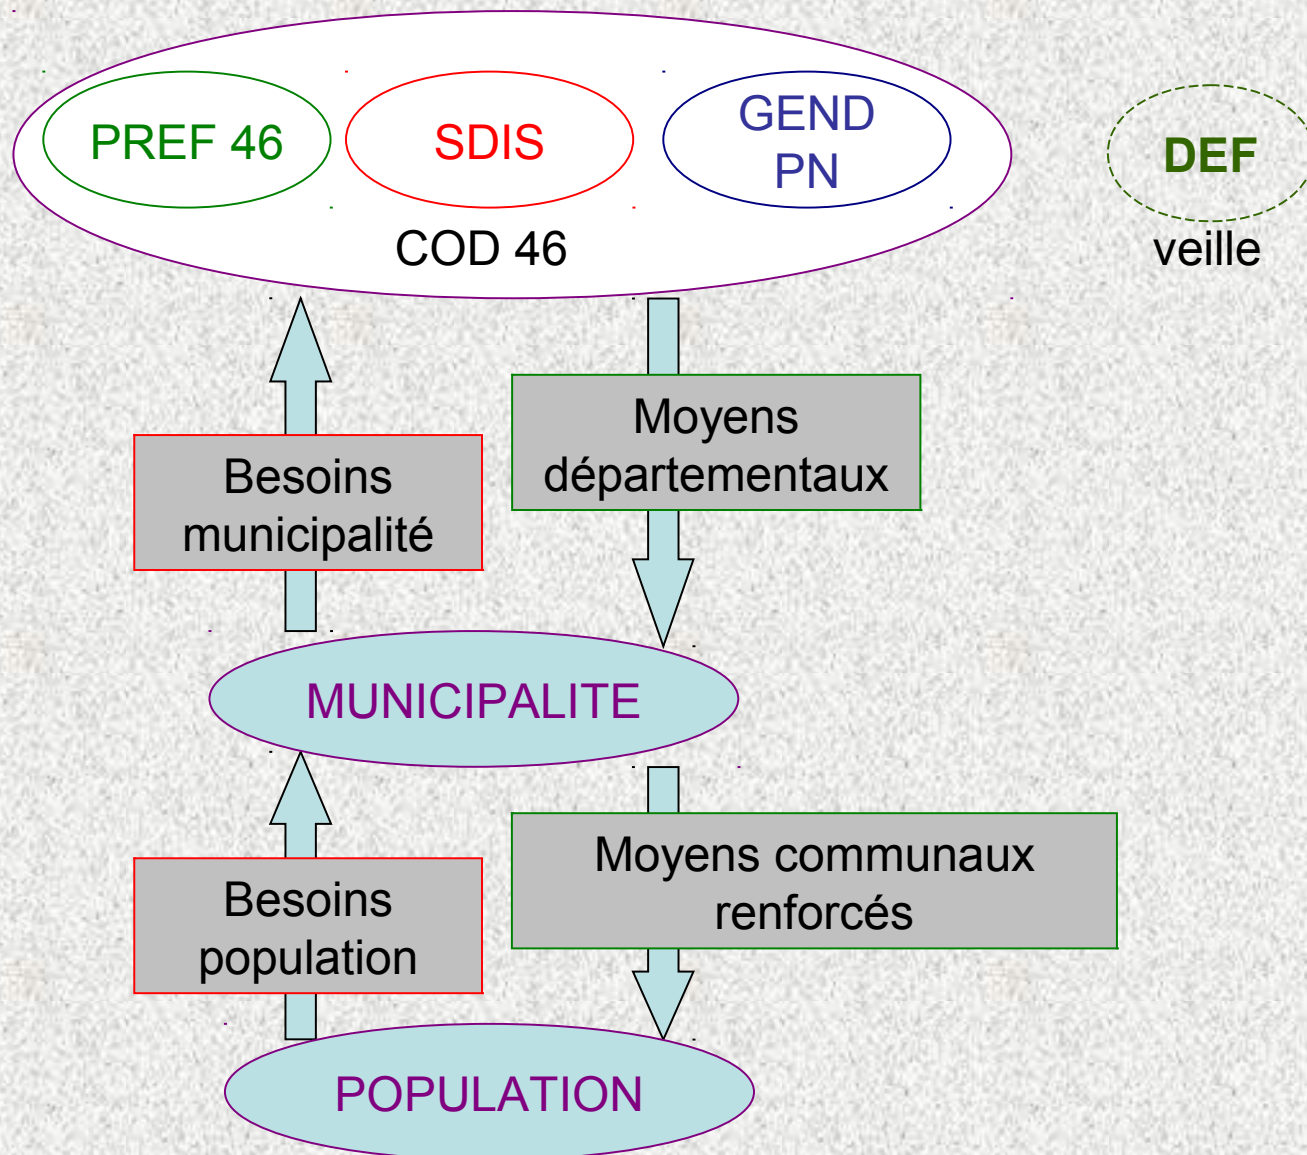 PREF 46
SDIS
GEND
PN
DEF
COD 46
veille
Moyens
départementaux
Besoins
municipalité
MUNICIPALITE
Moyens communaux
renforcés
Besoins
population
POPULATION